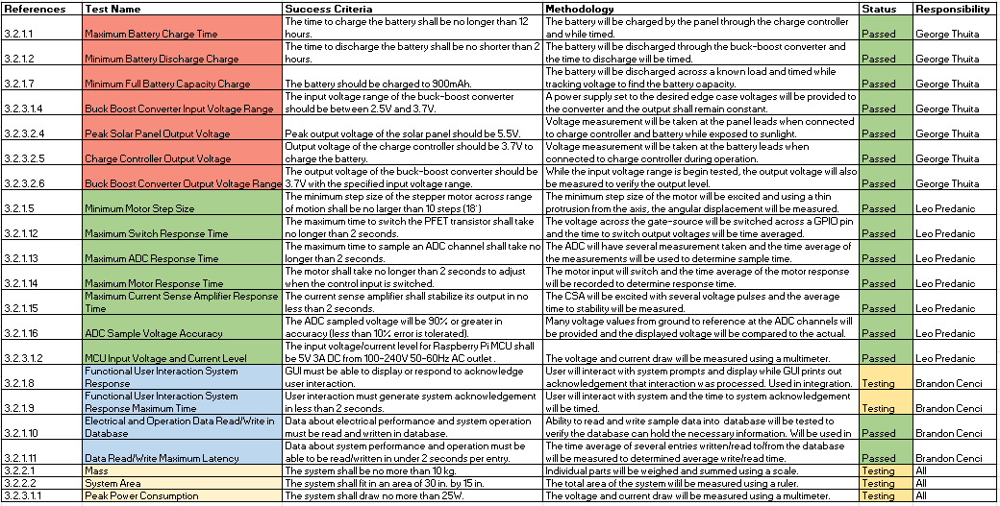 References Test Name Success Criteria Methodology Status Responsibility
The time to charge the battery shall be no longer than 12 The battery will be charged by the panel through the charge controller
3.2.1.1 Maximum Battery Charge Time hours. and while timed. Passed George Thuita
The time to discharge the battery shall be no shorter than 2 The battery will be discharged through the buck-boost converter and
3.2.1.2 Minimum Battery Discharge Charge hours. the time to discharge will be timed. Passed George Thuita
The battery will be discharged across a known load and timed while
3.2.1.7 Minimum Full Battery Capacity Charge The battery should be charged to 900mAh. tracking voltage to find the battery capacity. Passed George Thuita
The input voltage range of the buck-boost converter A power supply set to the desired edge case voltages will be provided to
3.2.3.1.4 Buck Boost Converter Input Voltage Range should be between 2.5V and 3.7V. the converter and the output shall remain constant. Passed George Thuita
Voltage measurement will be taken at the panel leads when connected
3.2.3.2.4 Peak Solar Panel Output Voltage Peak output voltage of the solar panel should be 5.5V. to charge controller and battery while exposed to sunlight. Passed George Thuita
Output voltage of the charge controller should be 3.7V to Voltage measurement will be taken at the battery leads when
3.2.3.2.5 Charge Controller Output Voltage charge the battery. connected to charge controller during operation. Passed George Thuita
The output voltage of the buck-boost converter should be While the input voltage range is begin tested, the output voltage will also
3.2.3.2.6 Buck Boost Converter Output Voltage Range 3.7V with the specified input voltage range. be measured to verify the output level. Passed George Thuita
The minimum step size of the stepper motor across range The minimum step size of the motor will be excited and using a thin
3.2.1.5 Minimum Motor Step Size of motion shall be no larger than 10 steps (18°) protrusion from the axis, the angular displacement will be measured. Passed Leo Predanic
The maximum time to switch the PFET transistor shall take The voltage across the gate-source will be switched across a GPIO pin
3.2.1.12 Maximum Switch Response Time no longer than 2 seconds. and the time to switch output voltages will be time averaged. Passed Leo Predanic
The maximum time to sample an ADC channel shall take no The ADC will have several measurement taken and the time average of
3.2.1.13 Maximum ADC Response Time longer than 2 seconds. the measurements will be used to determine sample time. Passed Leo Predanic
The motor shall take no longer than 2 seconds to adjust The motor input will switch and the time average of the motor response
3.2.1.14 Maximum Motor Response Time when the control input is switched. will be recorded to determine response time. Passed Leo Predanic
Maximum Current Sense Amplifier Response The current sense amplifier shall stabilize its output in no The CSA will be excited with several voltage pulses and the average
3.2.1.15 Time less than 2 seconds. time to stability will be measured. Passed Leo Predanic
The ADC sampled voltage will be 90% or greater in Many voltage values from ground to reference at the ADC channels will
3.2.1.16 ADC Sample Voltage Accuracy accuracy (less than 10% error is tolerated). be provided and the displayed voltage will be compared to the actual. Passed Leo Predanic
The input voltage/current level for Raspberry Pi MCU shall
3.2.3.1.2 MCU Input Voltage and Current Level be 5V 3A DC from 100-240V 50-60Hz AC outlet . The voltage and current draw will be measured using a multimeter. Passed Leo Predanic
Functional User Interaction System GUI must be able to display or respond to acknowledge User will interact with system prompts and display while GUI prints out
3.2.1.8 Response user interaction. acknowledgement that interaction was processed. Used in integration. Testing Brandon Cenci
Functional User Interaction System User interaction must generate system acknowledgement User will interact with system and the time to system acknowledgement
3.2.1.9 Response Maximum Time in less than 2 seconds. will be timed. Testing Brandon Cenci
Electrical and Operation Data Read/Write in Data about electrical performance and system operation Ability to read and write sample data into database will be tested to
3.2.1.10 Database must be read and written in database. verify the database can hold the necessary information. Will be used in Passed Brandon Cenci
Data about system performance and operation must be The time average of several entries written/read to/from the database
3.2.1.11 Data Read/Write Maximum Latency able to be read/written in under 2 seconds per entry. will be measured to determined average write/read time. Passed Brandon Cenci
3.2.2.1 Mass The system shall be no more than 10 kg. Individual parts will be weighed and summed using a scale. Testing All
3.2.2.2 System Area The system shall fit in an area of 30 in. by 15 in. The total area of the system will be measured using a ruler. Testing All
3.2.3.1.1 Peak Power Consumption The system shall draw no more than 25W. The voltage and current draw will be measured using a multimeter. Testing All